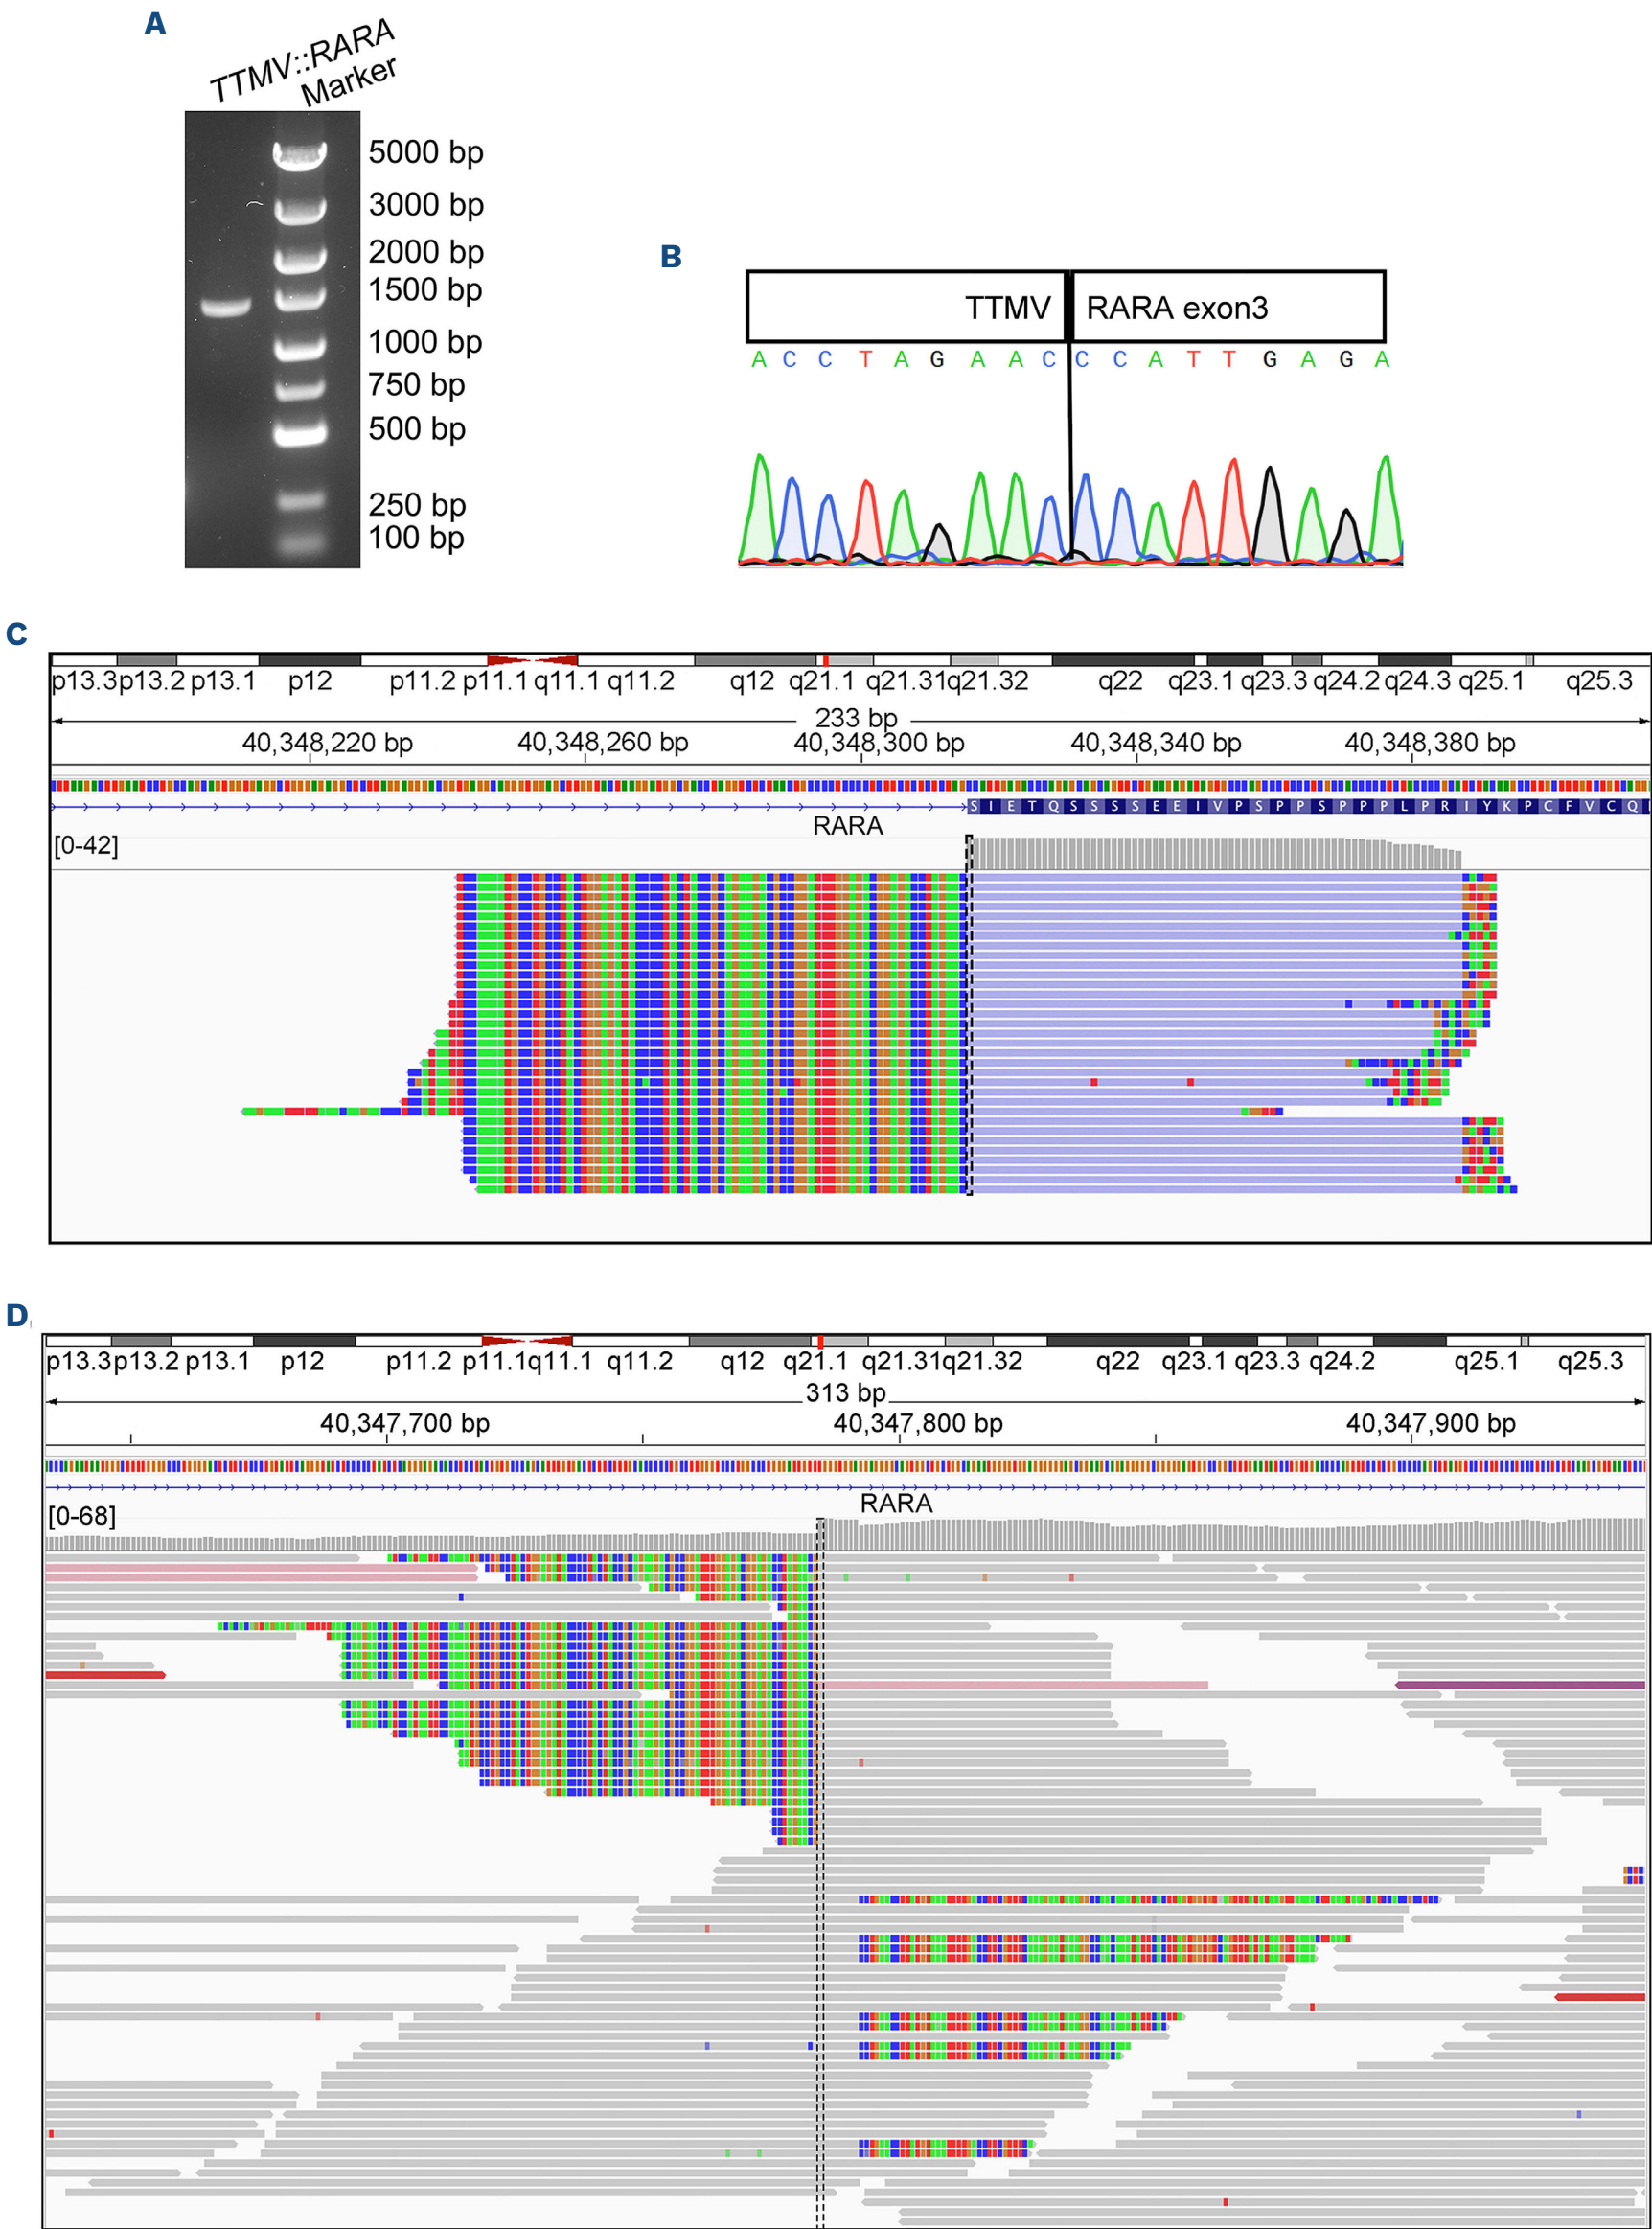 A
TTMV::RARA
Marker
5000 bp
3000 bp
2000 bp
1500 bp
1000 bp
750 bp
500 bp
250 bp
100 bp
B
TTMV
RARA exon3
A C C T A G A A C C C A T T G A G A
C
p13.3 p13.2 p13.1 p12 p11.2 p11.1 q11.1 q11.2 q12 q21.1 q21.31 q21.32 q22 q23.1 q23.3 q24.2 q24.3 q25.1 q25.3
233 bp
40,348,220 bp 40,348,260 bp 40,348,300 bp 40,348,340 bp 40,348,380 bp
S I E T Q S S S S E E I V P S P P S P P P L P R I Y K P C F V C Q
RARA
[0-42]
D
p13.3 p13.2 p13.1 p12 p11.2 p11.1 q11.1 q11.2 q12 q21.1 q21.31 q21.32 q22 q23.1 q23.3 q24.2 q25.1 q25.3
313 bp
40,347,700 bp 40,347,800 bp 40,347,900 bp
RARA
[0-68]